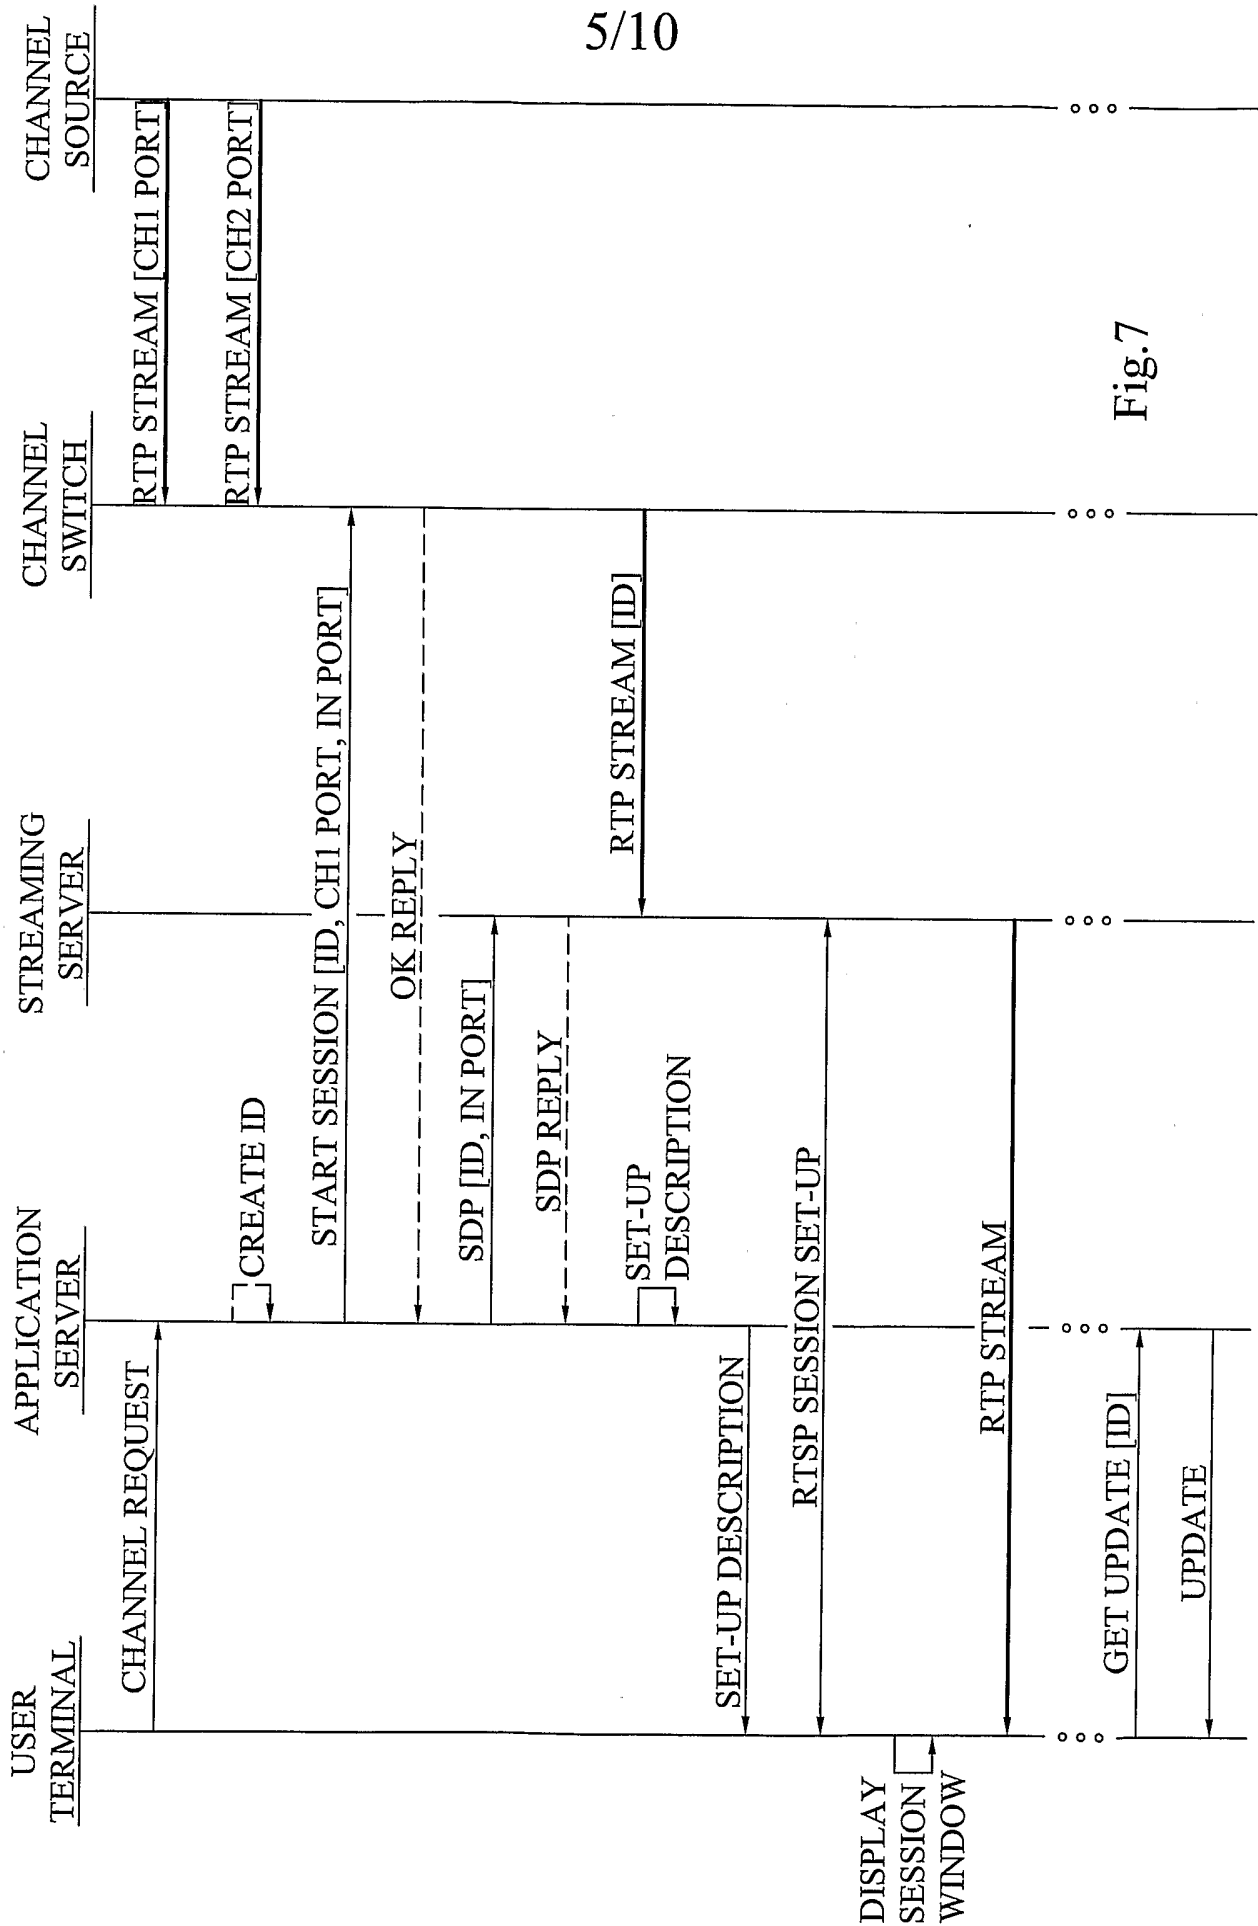 5/10
USER
TERMINAL
APPLICATION
SERVER
STREAMING
SERVER
CHANNEL
SWITCH
CHANNEL
SOURCE
RTP STREAM [CH1 PORT]
CHANNEL REQUEST
RTP STREAM [CH2 PORT]
CREATE ID
START SESSION [ID, CH1 PORT, IN PORT]
OK REPLY
SDP [ID, IN PORT]
SDP REPLY
RTP STREAM [ID]
SET-UP
DESCRIPTION
SET-UP DESCRIPTION
RTSP SESSION SET-UP
DISPLAY
SESSION
WINDOW
RTP STREAM
GET UPDATE [ID]
UPDATE
Fig.7